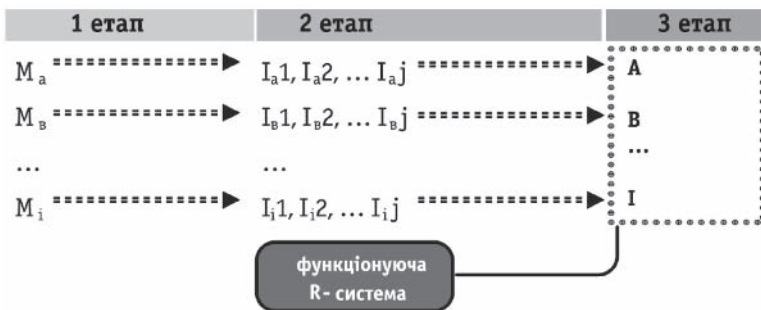 1 етап 2 етап 3 етап
Mа Iа1, Iа2, ... Iаj A
Mв Iв1, Iв2, ... Iвj B
... ... ...
Mi Ii1, Ii2, ... Iij I
функціонуюча
R- система